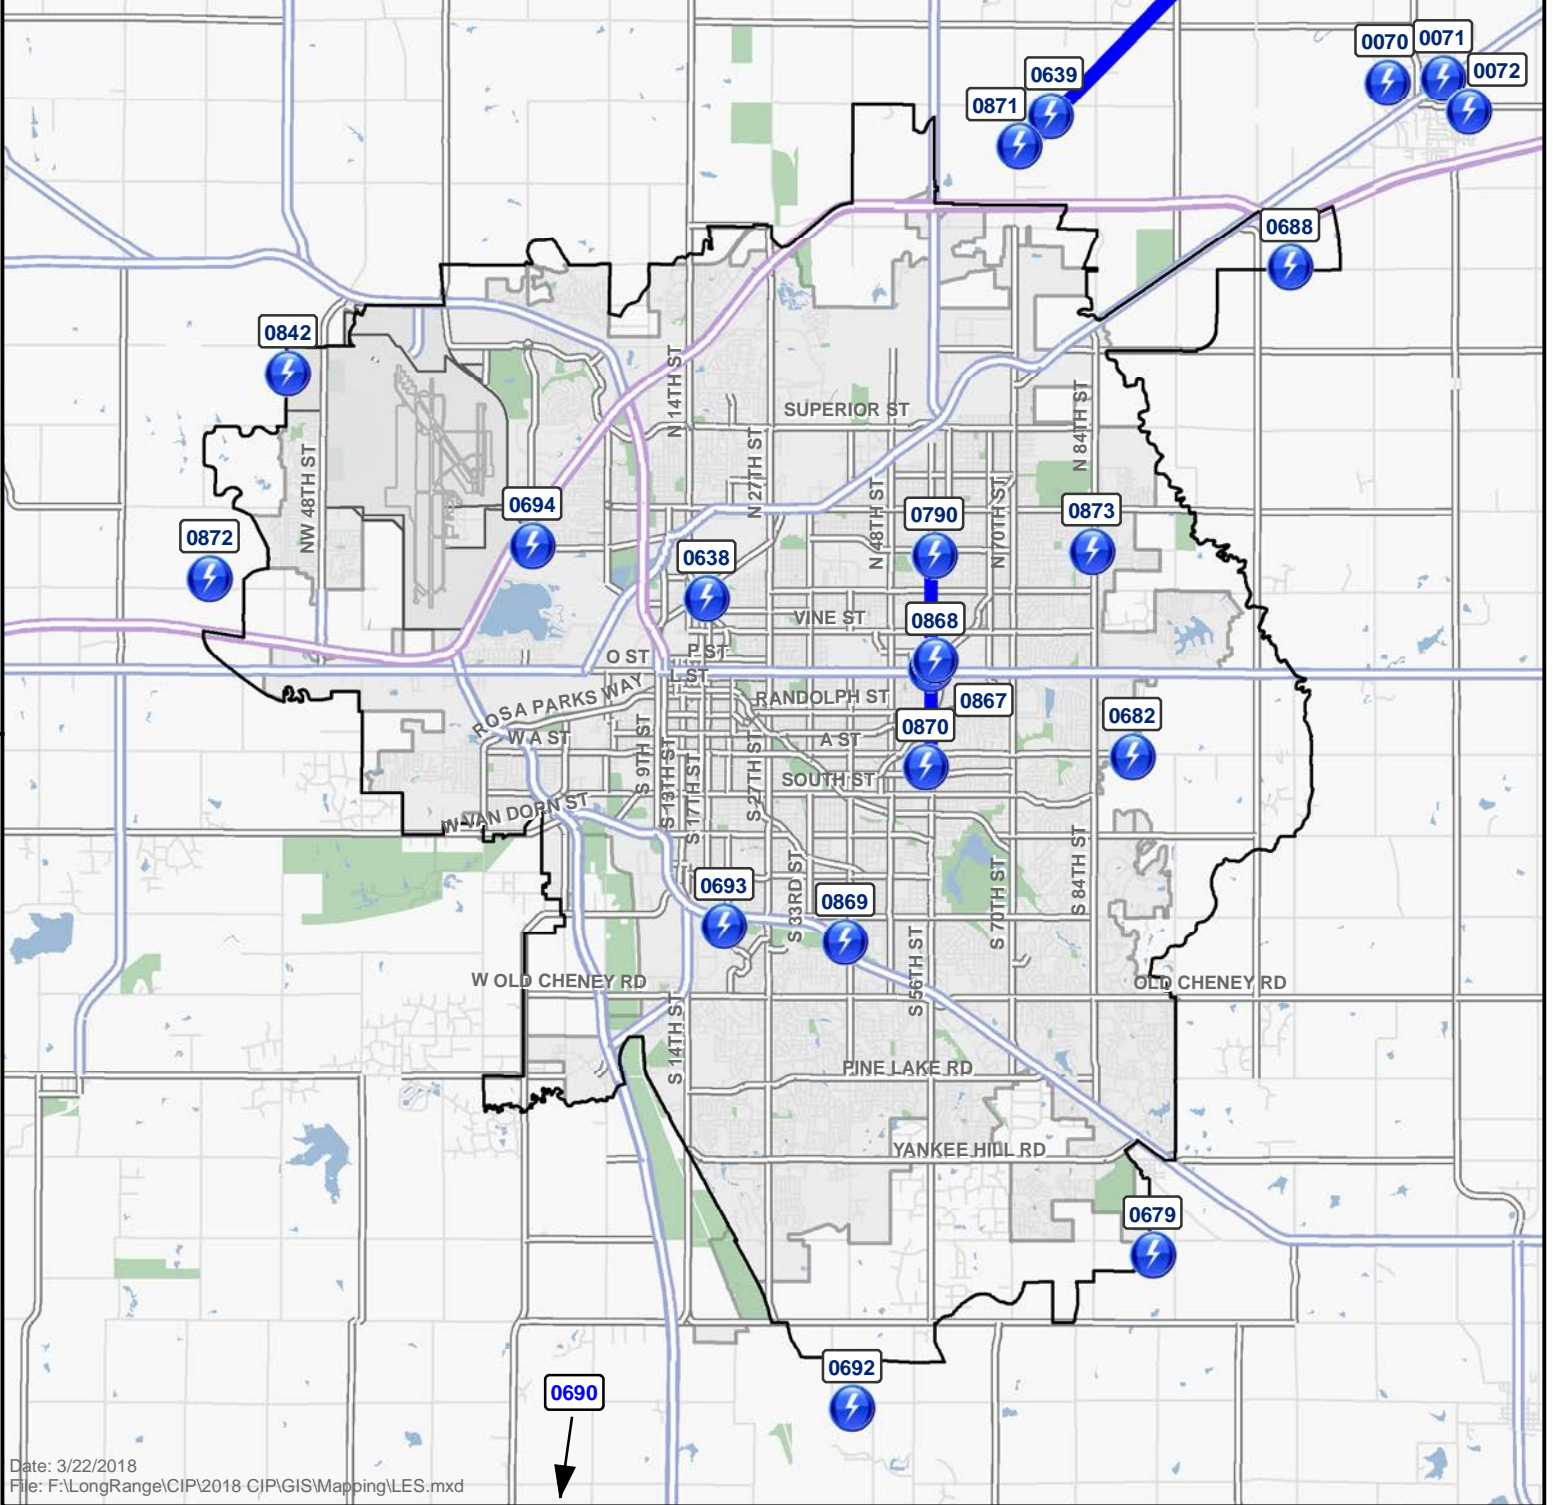 0070
0071
0072
0639
0871
0688
0842
N 14TH ST
SUPERIOR ST
N 84TH ST
NW 48TH ST
N 27TH ST
N 48TH ST
N 70TH ST
0694
0790
0873
0872
0638
VINE ST
0868
O ST
P ST
L ST
ROSA PARKS WAY
RANDOLPH ST
0867
0682
0870
W A ST
A ST
S 9TH ST
S 13TH ST
S 17TH ST
S 27TH ST
SOUTH ST
W VAN DORN ST
0693
S 33RD ST
0869
S 56TH ST
S 70TH ST
S 84TH ST
W OLD CHENEY RD
OLD CHENEY RD
S 14TH ST
PINE LAKE RD
YANKEE HILL RD
0679
0692
0690
Date: 3/22/2018
File: F:\LongRange\CIP\2018 CIP\GIS\Mapping\LES.mxd